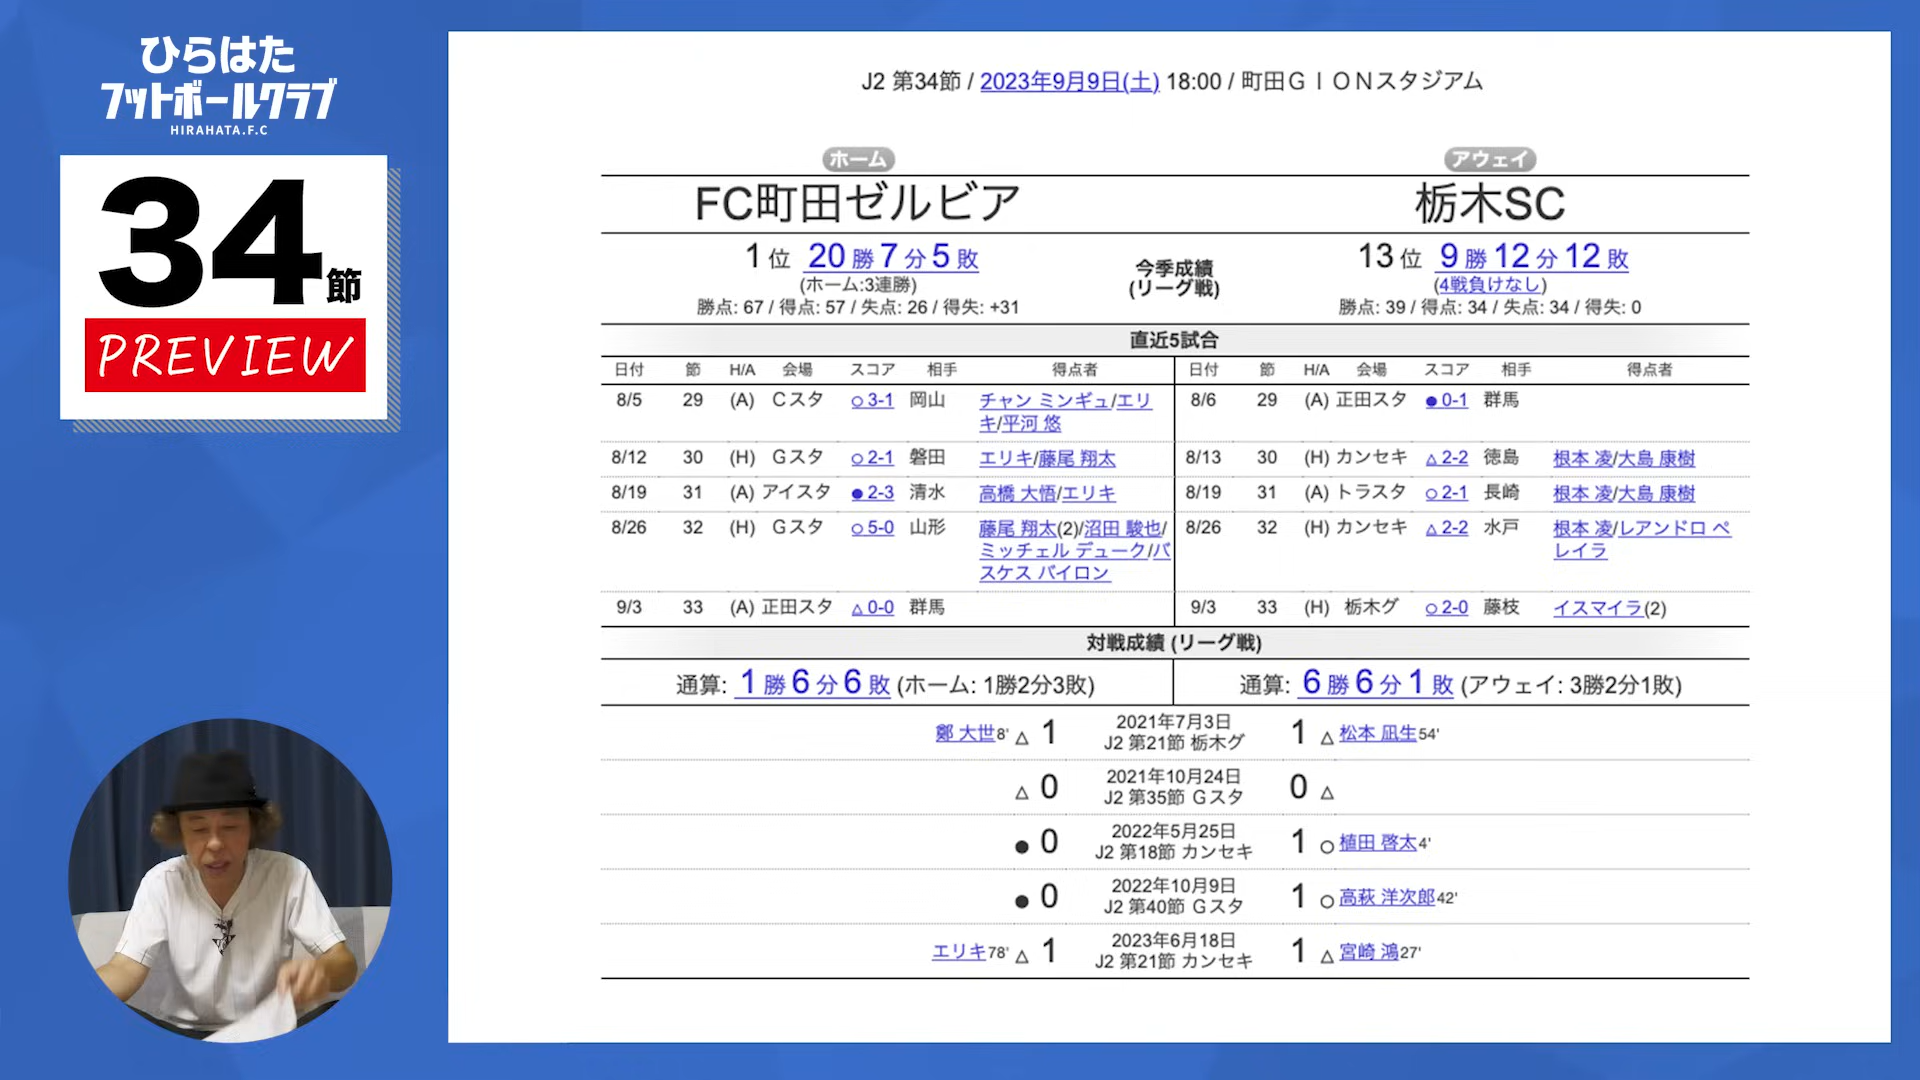 ひらはた
フットボールクラブ
HIRAHATA.F.C
34節
PREVIEW
J2 第34節 / 2023年9月9日(土) 18:00 / 町田ＧＩＯＮスタジアム
ホーム アウェイ
FC町田ゼルビア 栃木SC
1位 20勝7分5敗 今季成績 (リーグ戦) 13位 9勝12分12敗
(ホーム:3連勝) (4戦負けなし)
勝点: 67 / 得点: 57 / 失点: 26 / 得失: +31 勝点: 39 / 得点: 34 / 失点: 34 / 得失: 0
直近5試合
日付 節 H/A 会場 スコア 相手 得点者 日付 節 H/A 会場 スコア 相手 得点者
8/5 29 (A) Cスタ ○3-1 岡山 チャン ミンギュ/エリキ/平河 悠 8/6 29 (A) 正田スタ ●0-1 群馬
8/12 30 (H) Gスタ ○2-1 磐田 エリキ/藤尾 翔太 8/13 30 (H) カンセキ △2-2 徳島 根本 凌/大島 康樹
8/19 31 (A) アイスタ ●2-3 清水 高橋 大悟/エリキ 8/19 31 (A) トラスタ ○2-1 長崎 根本 凌/大島 康樹
8/26 32 (H) Gスタ ○5-0 山形 藤尾 翔太(2)/沼田 駿也/ミッチェル デューク/バスケス バイロン 8/26 32 (H) カンセキ △2-2 水戸 根本 凌/レアンドロ ペレイラ
9/3 33 (A) 正田スタ △0-0 群馬 9/3 33 (H) 栃木グ ○2-0 藤枝 イスマイラ(2)
対戦成績 (リーグ戦)
通算: 1勝6分6敗 (ホーム: 1勝2分3敗) 通算: 6勝6分1敗 (アウェイ: 3勝2分1敗)
鄭 大世8' △ 1 2021年7月3日 J2 第21節 栃木グ 1 △ 松本 凪生54'
△ 0 2021年10月24日 J2 第35節 Gスタ 0 △
● 0 2022年5月25日 J2 第18節 カンセキ 1 ○ 植田 啓太4'
● 0 2022年10月9日 J2 第40節 Gスタ 1 ○ 高萩 洋次郎42'
エリキ78' △ 1 2023年6月18日 J2 第21節 カンセキ 1 △ 宮崎 鴻27'